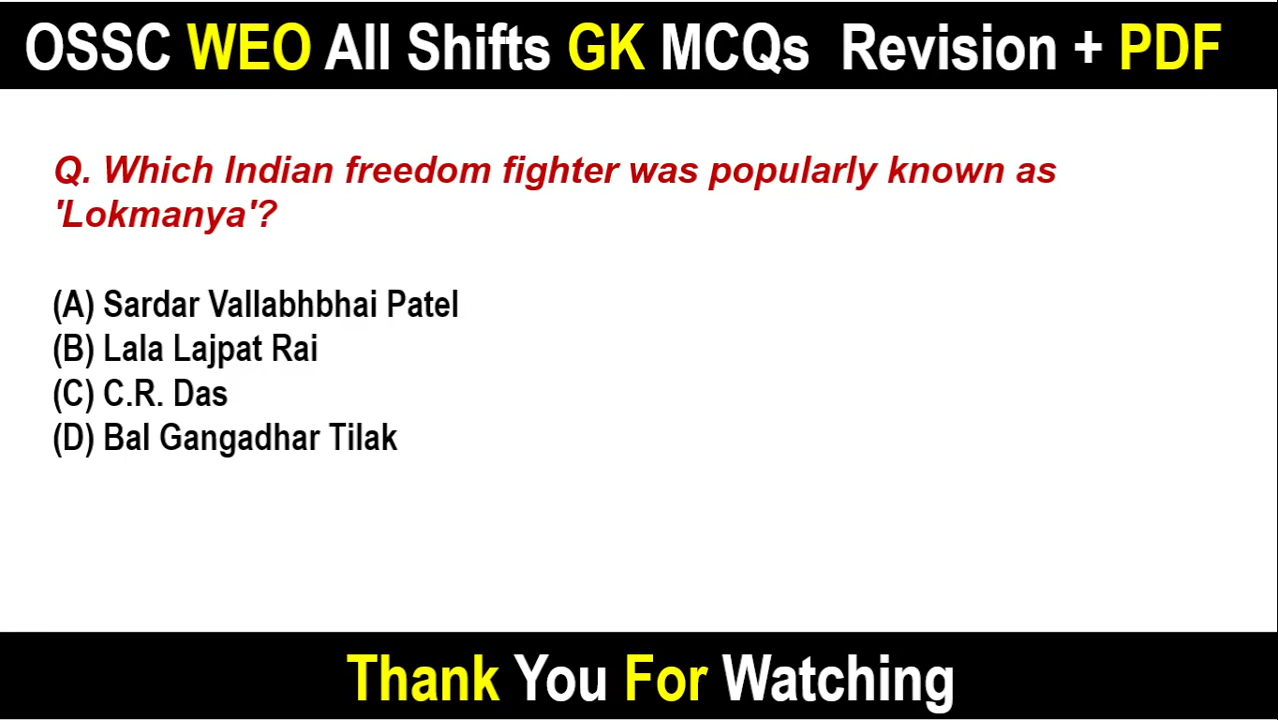 OSSC WEO All Shifts GK MCQs Revision + PDF
Q. Which Indian freedom fighter was popularly known as
'Lokmanya'?
(A) Sardar Vallabhbhai Patel
(B) Lala Lajpat Rai
(C) C.R. Das
(D) Bal Gangadhar Tilak
Thank You For Watching